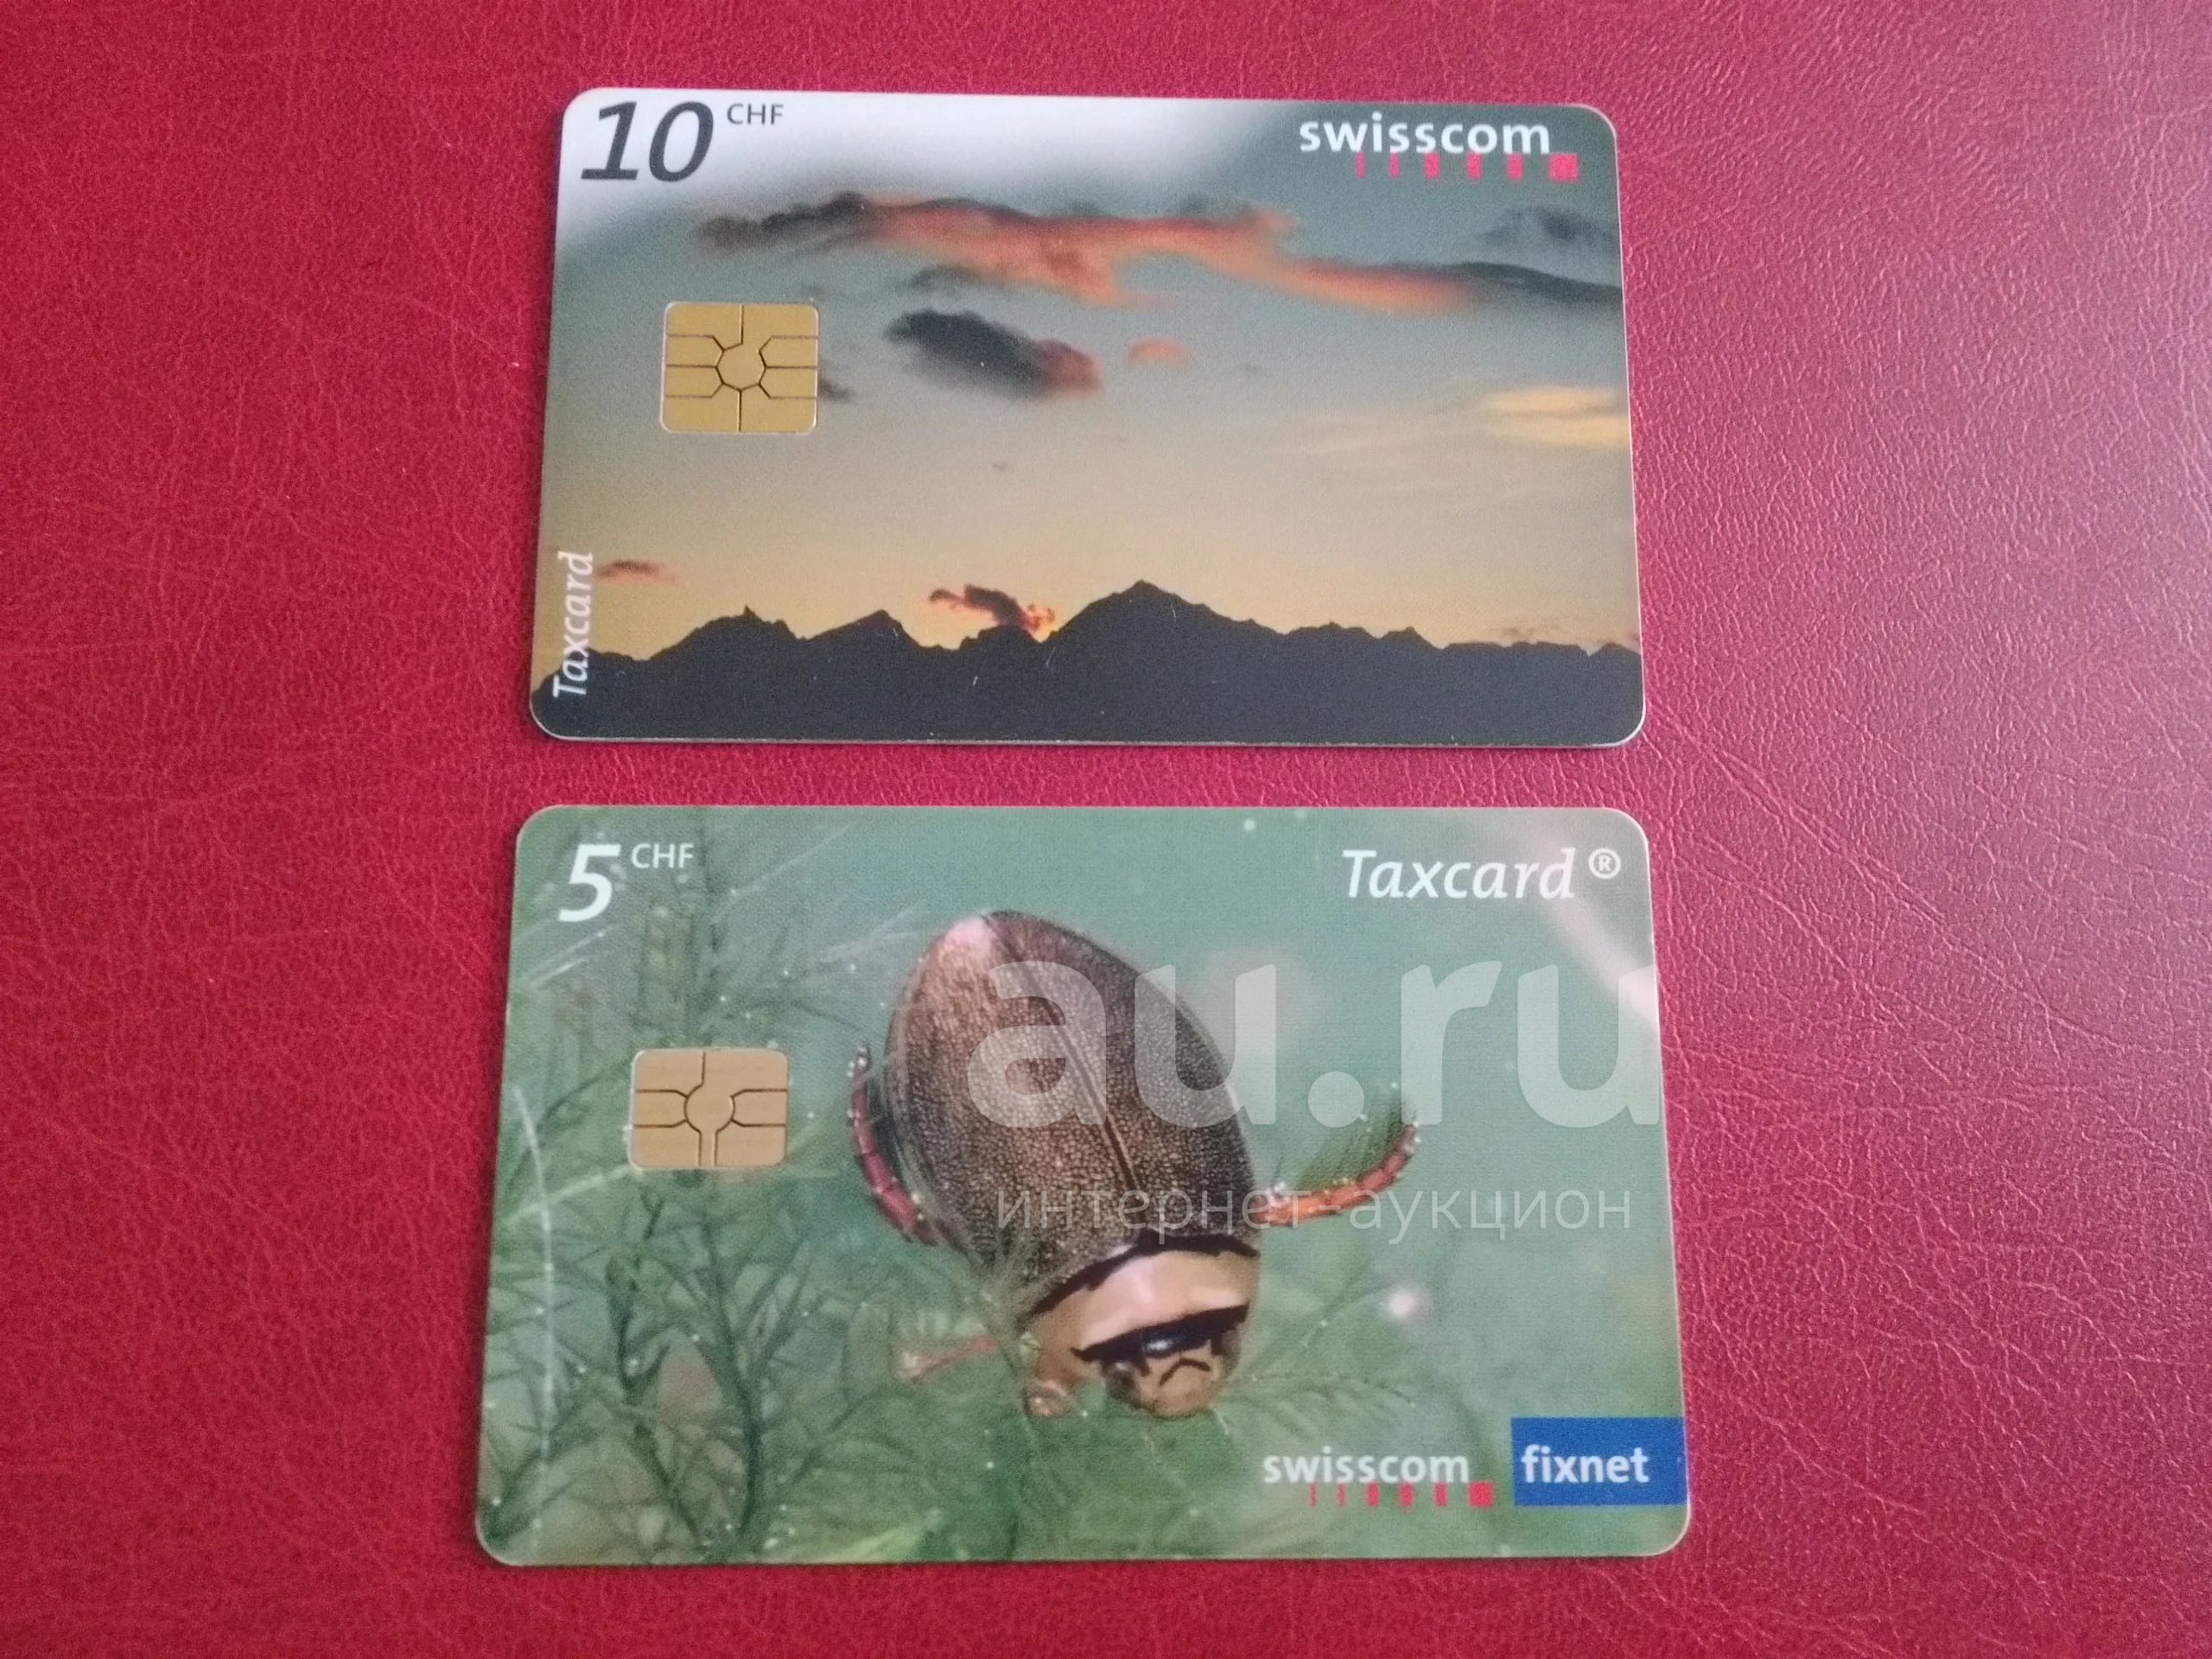 10 CHF
swisscom
Taxcard
5 CHF
Taxcard®
au.ru
интернет-аукцион
swisscom
fixnet